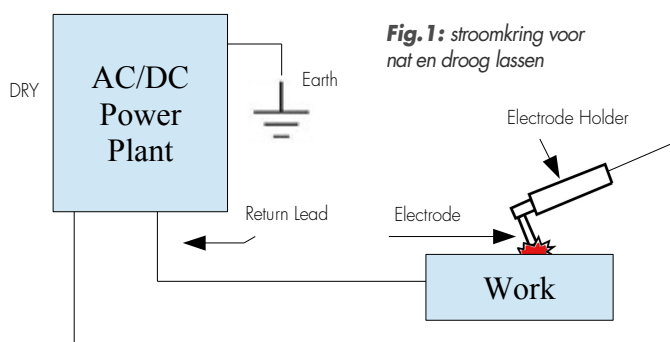 Fig.1: stroomkring voor
nat en droog lassen
DRY
AC/DC
Power
Plant
Earth
Electrode Holder
Return Lead
Electrode
Work